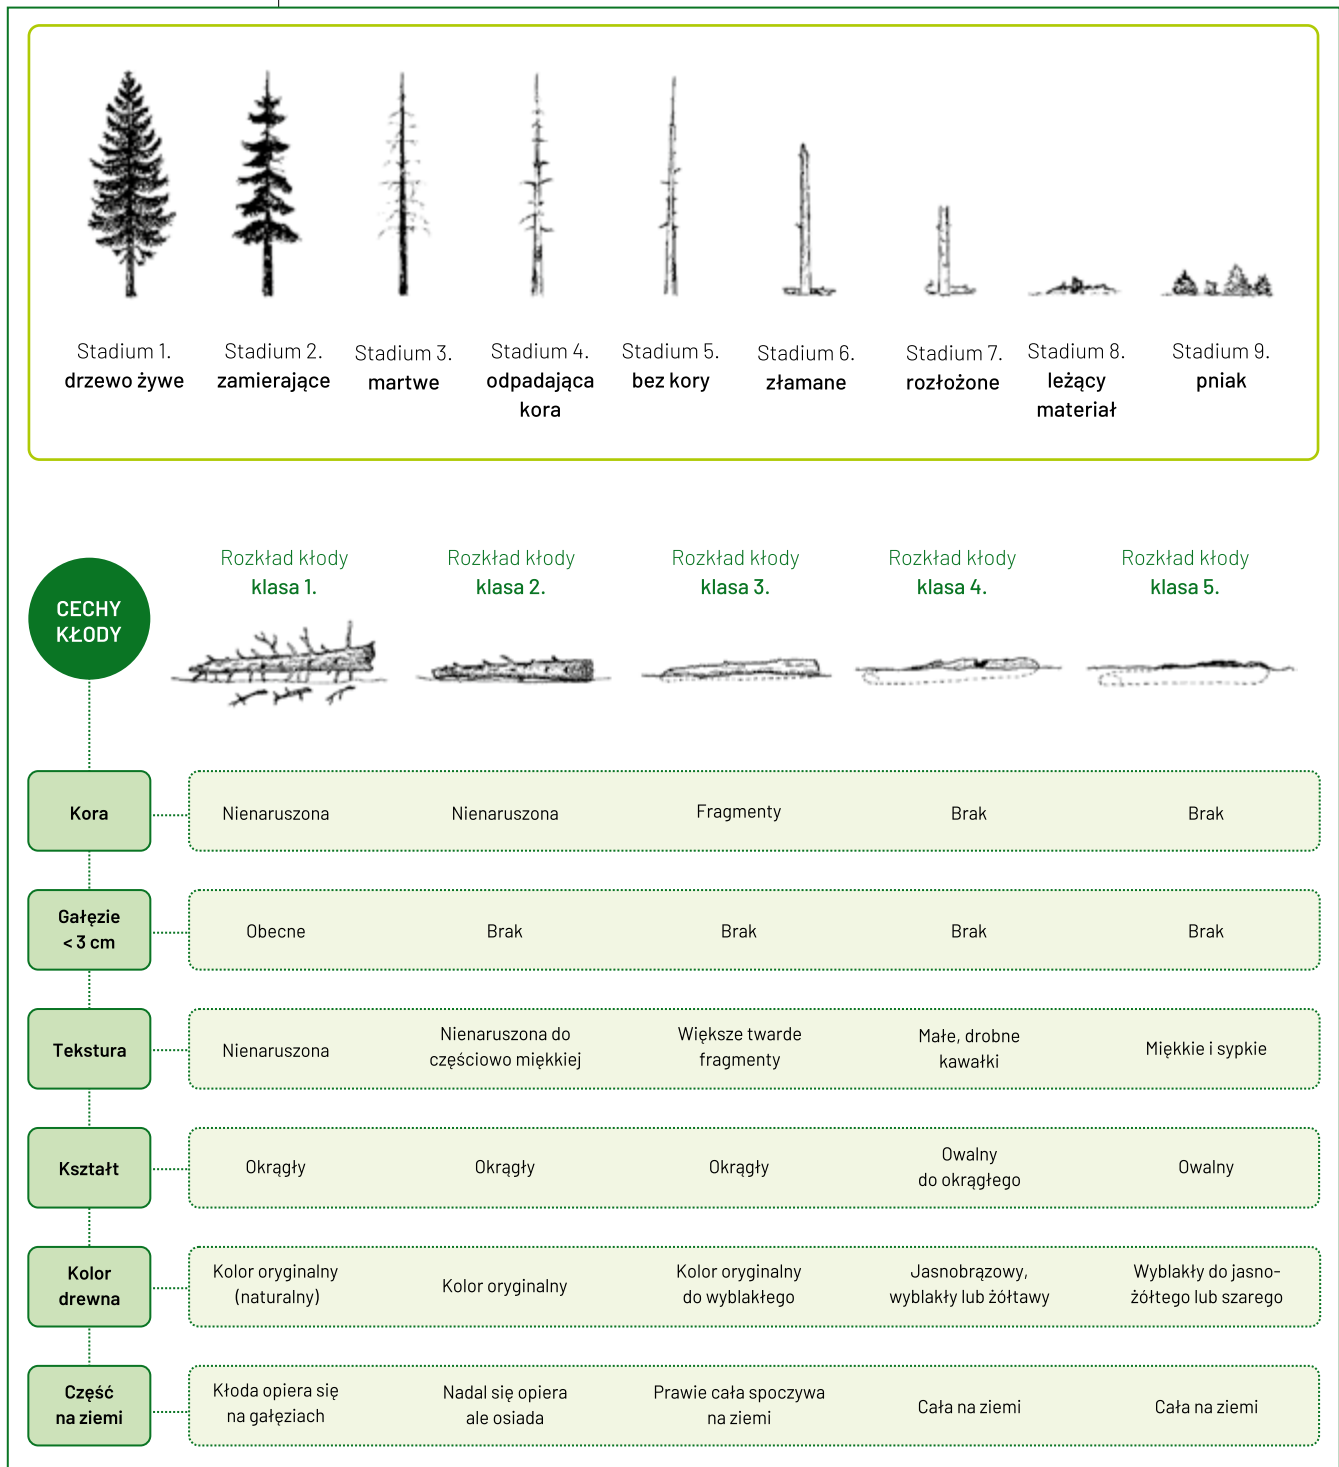 Stadium 1.
drzewo żywe
Stadium 2.
zamierające
Stadium 3.
martwe
Stadium 4.
odpadająca
kora
Stadium 5.
bez kory
Stadium 6.
złamane
Stadium 7.
rozłożone
Stadium 8.
leżący
materiał
Stadium 9.
pniak
CECHY
KŁODY
Rozkład kłody
klasa 1.
Rozkład kłody
klasa 2.
Rozkład kłody
klasa 3.
Rozkład kłody
klasa 4.
Rozkład kłody
klasa 5.
Kora
Nienaruszona
Nienaruszona
Fragmenty
Brak
Brak
Gałęzie
< 3 cm
Obecne
Brak
Brak
Brak
Brak
Tekstura
Nienaruszona
Nienaruszona do
częściowo miękkiej
Większe twarde
fragmenty
Małe, drobne
kawałki
Miękkie i sypkie
Kształt
Okrągły
Okrągły
Okrągły
Owalny
do okrągłego
Owalny
Kolor
drewna
Kolor oryginalny
(naturalny)
Kolor oryginalny
Kolor oryginalny
do wyblakłego
Jasnobrązowy,
wyblakły lub żółtawy
Wyblakły do jasno-
żółtego lub szarego
Część
na ziemi
Kłoda opiera się
na gałęziach
Nadal się opiera
ale osiada
Prawie cała spoczywa
na ziemi
Cała na ziemi
Cała na ziemi